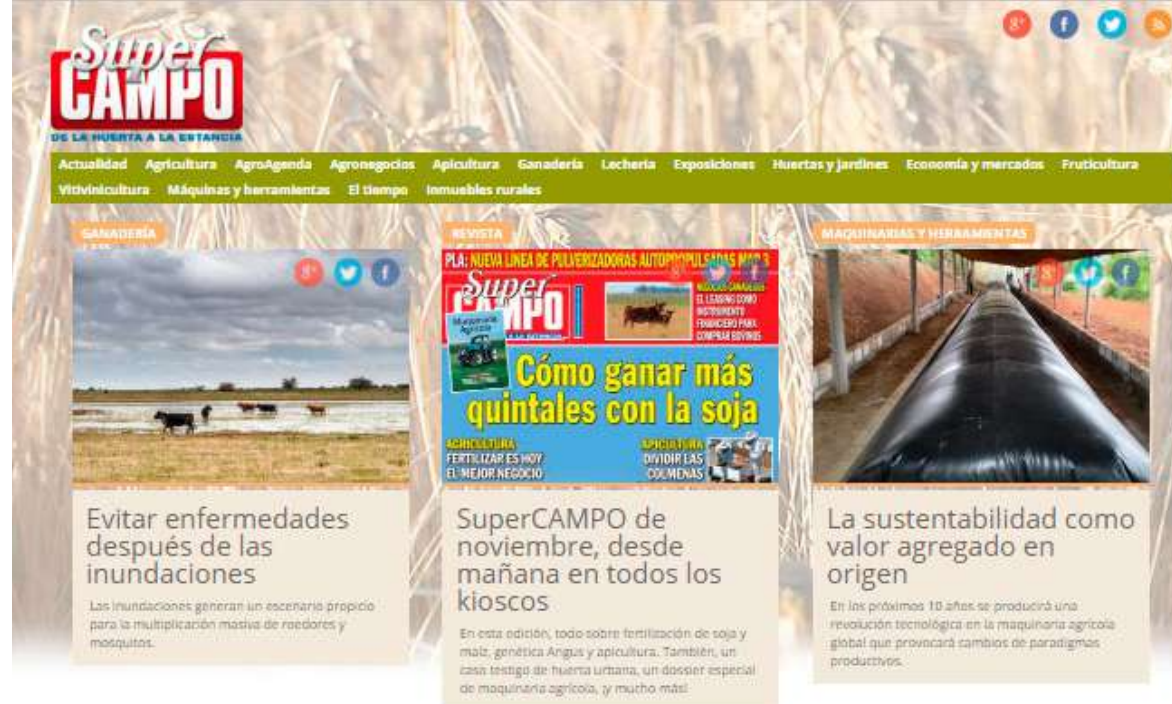 Super
CAMPO
DE LA HUERTA A LA ESTANCIA
Actualidad Agricultura AgroAgenda Agronegocios Apicultura Ganadería Lechería Exposiciones Huertas y jardines Economía y mercados Fruticultura
Vitivinicultura Máquinas y herramientas El tiempo Inmuebles rurales
GANADERÍA
Evitar enfermedades
después de las
inundaciones
Las inundaciones generan un escenario propicio
para la multiplicación masiva de roedores y
mosquitos.
REVISTA
PLA: NUEVA LINEA DE PULVERIZADORAS AUTOPROPULSADAS MAP 3
Super
CAMPO
Maquinaria
Agrícola
NEGOCIOS GANADEROS
EL LEASING COMO
INSTRUMENTO
FINANCIERO PARA
COMPRAR BOVINOS
Cómo ganar más
quintales con la soja
AGRICULTURA
FERTILIZAR ES HOY
EL MEJOR NEGOCIO
APICULTURA
DIVIDIR LAS
COLMENAS
SuperCAMPO de
noviembre, desde
mañana en todos los
kioscos
En esta edición, todo sobre fertilización de soja y
maíz, genética Angus y apicultura. También, un
caso testigo de huerta urbana, un dossier especial
de maquinaria agrícola, ¡y mucho más!
MAQUINARIAS Y HERRAMIENTAS
La sustentabilidad como
valor agregado en
origen
En los próximos 10 años se producirá una
revolución tecnológica en la maquinaria agrícola
global que provocará cambios de paradigmas
productivos.